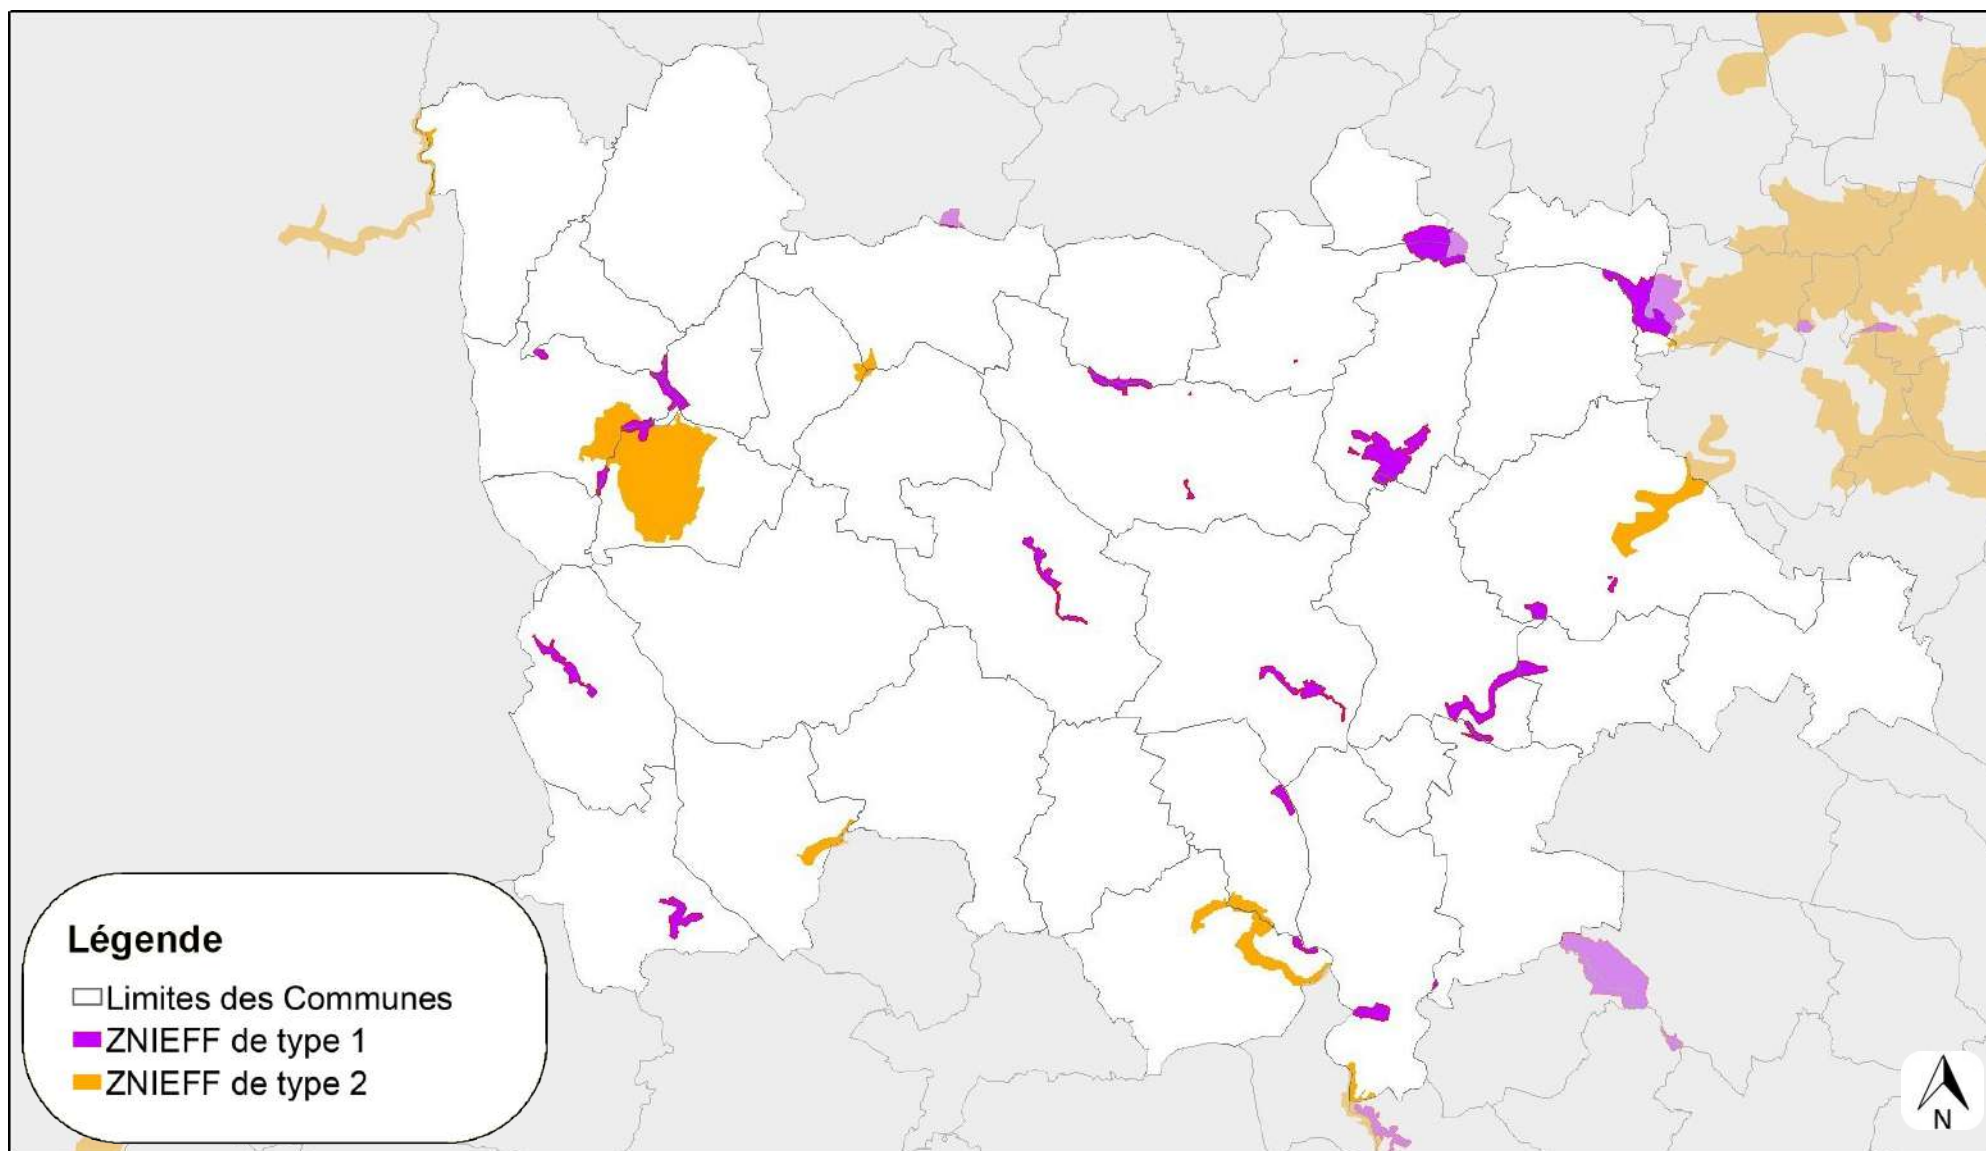 Légende
Limites des Communes
ZNIEFF de type 1
ZNIEFF de type 2
N